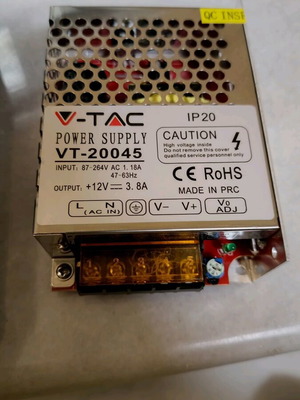 QC INSP
V-TAC
IP20
POWER SUPPLY
VT-20045
INPUT: 87-264V AC 1.18A
47-63Hz
OUTPUT: +12V⎓3.8A
CAUTION
High voltage inside
Do not remove this cover
qualified service personnel only
CE RoHS
MADE IN PRC
L N
(AC IN)
V-
V+
V0
ADJ